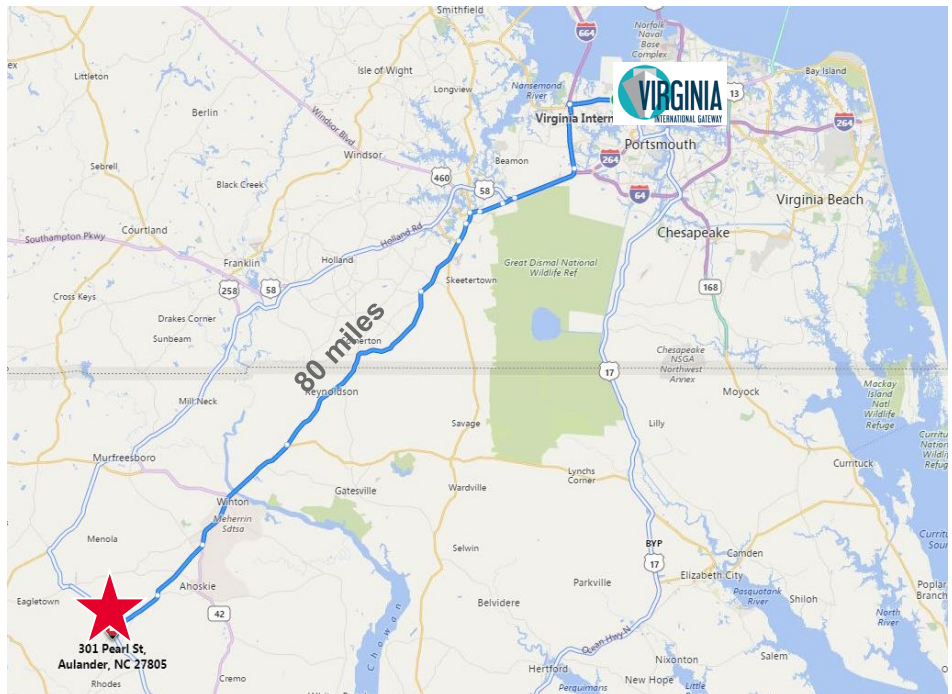 Smithfield
664
Norfolk
Naval
Base
Complex
Littleton
Isle of Wight
Longview
Nansemond
River
Bay Island
13
VIRGINIA
INTERNATIONAL GATEWAY
Berlin
Windsor Blvd
Virginia Intern
264
Portsmouth
Windsor
Beamon
264
Sebrell
Black Creek
460
58
64
Virginia Beach
Courtland
Southampton Pkwy
Holland Rd
Chesapeake
Franklin
Holland
Great Dismal National
Wildlife Ref
Skeetertown
258
58
168
Cross Keys
Drakes Corner
Sunbeam
80 miles
Chesapeake
NSGA
Northwest
Annex
17
Reynoldson
Moyock
Mackay
Island
Natl
Wildlife
Refuge
Mill Neck
Savage
Lilly
Murfreesboro
Currituck
Lynchs
Corner
Gatesville
Wardville
Winton
Meherrin
Sdtsa
Menola
BYP
17
Selwin
Camden
Elizabeth City
Ahoskie
Parkville
Pasquotank
River
Poplar
Branch
Eagletown
42
Belvidere
Shiloh
North
River
Chowan
Ocean Hwy N
301 Pearl St,
Aulander, NC 27805
Nixonton
Salem
Rhodes
Cremo
Hertford
New Hope
Perquimans
Little